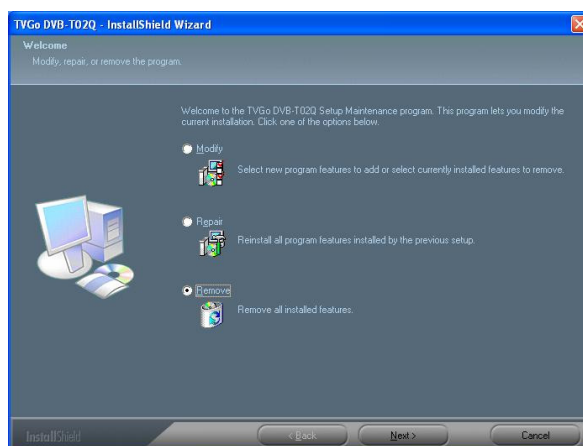 TVGo DVB-T02Q - InstallShield Wizard
Welcome
Modify, repair, or remove the program.
Welcome to the TVGo DVB-T02Q Setup Maintenance program. This program lets you modify the
current installation. Click one of the options below.
Modify
Select new program features to add or select currently installed features to remove.
Repair
Reinstall all program features installed by the previous setup.
Remove
Remove all installed features.
InstallShield
< Back
Next >
Cancel